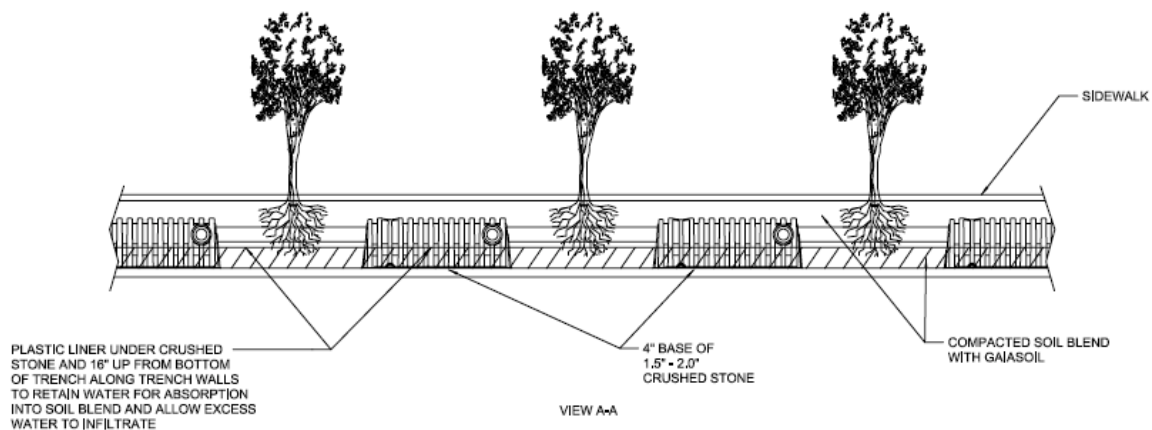 SIDEWALK
PLASTIC LINER UNDER CRUSHED
STONE AND 16" UP FROM BOTTOM
OF TRENCH ALONG TRENCH WALLS
TO RETAIN WATER FOR ABSORPTION
INTO SOIL BLEND AND ALLOW EXCESS
WATER TO INFILTRATE
4" BASE OF
1.5" - 2.0"
CRUSHED STONE
COMPACTED SOIL BLEND
WITH GAIASOIL
VIEW A-A